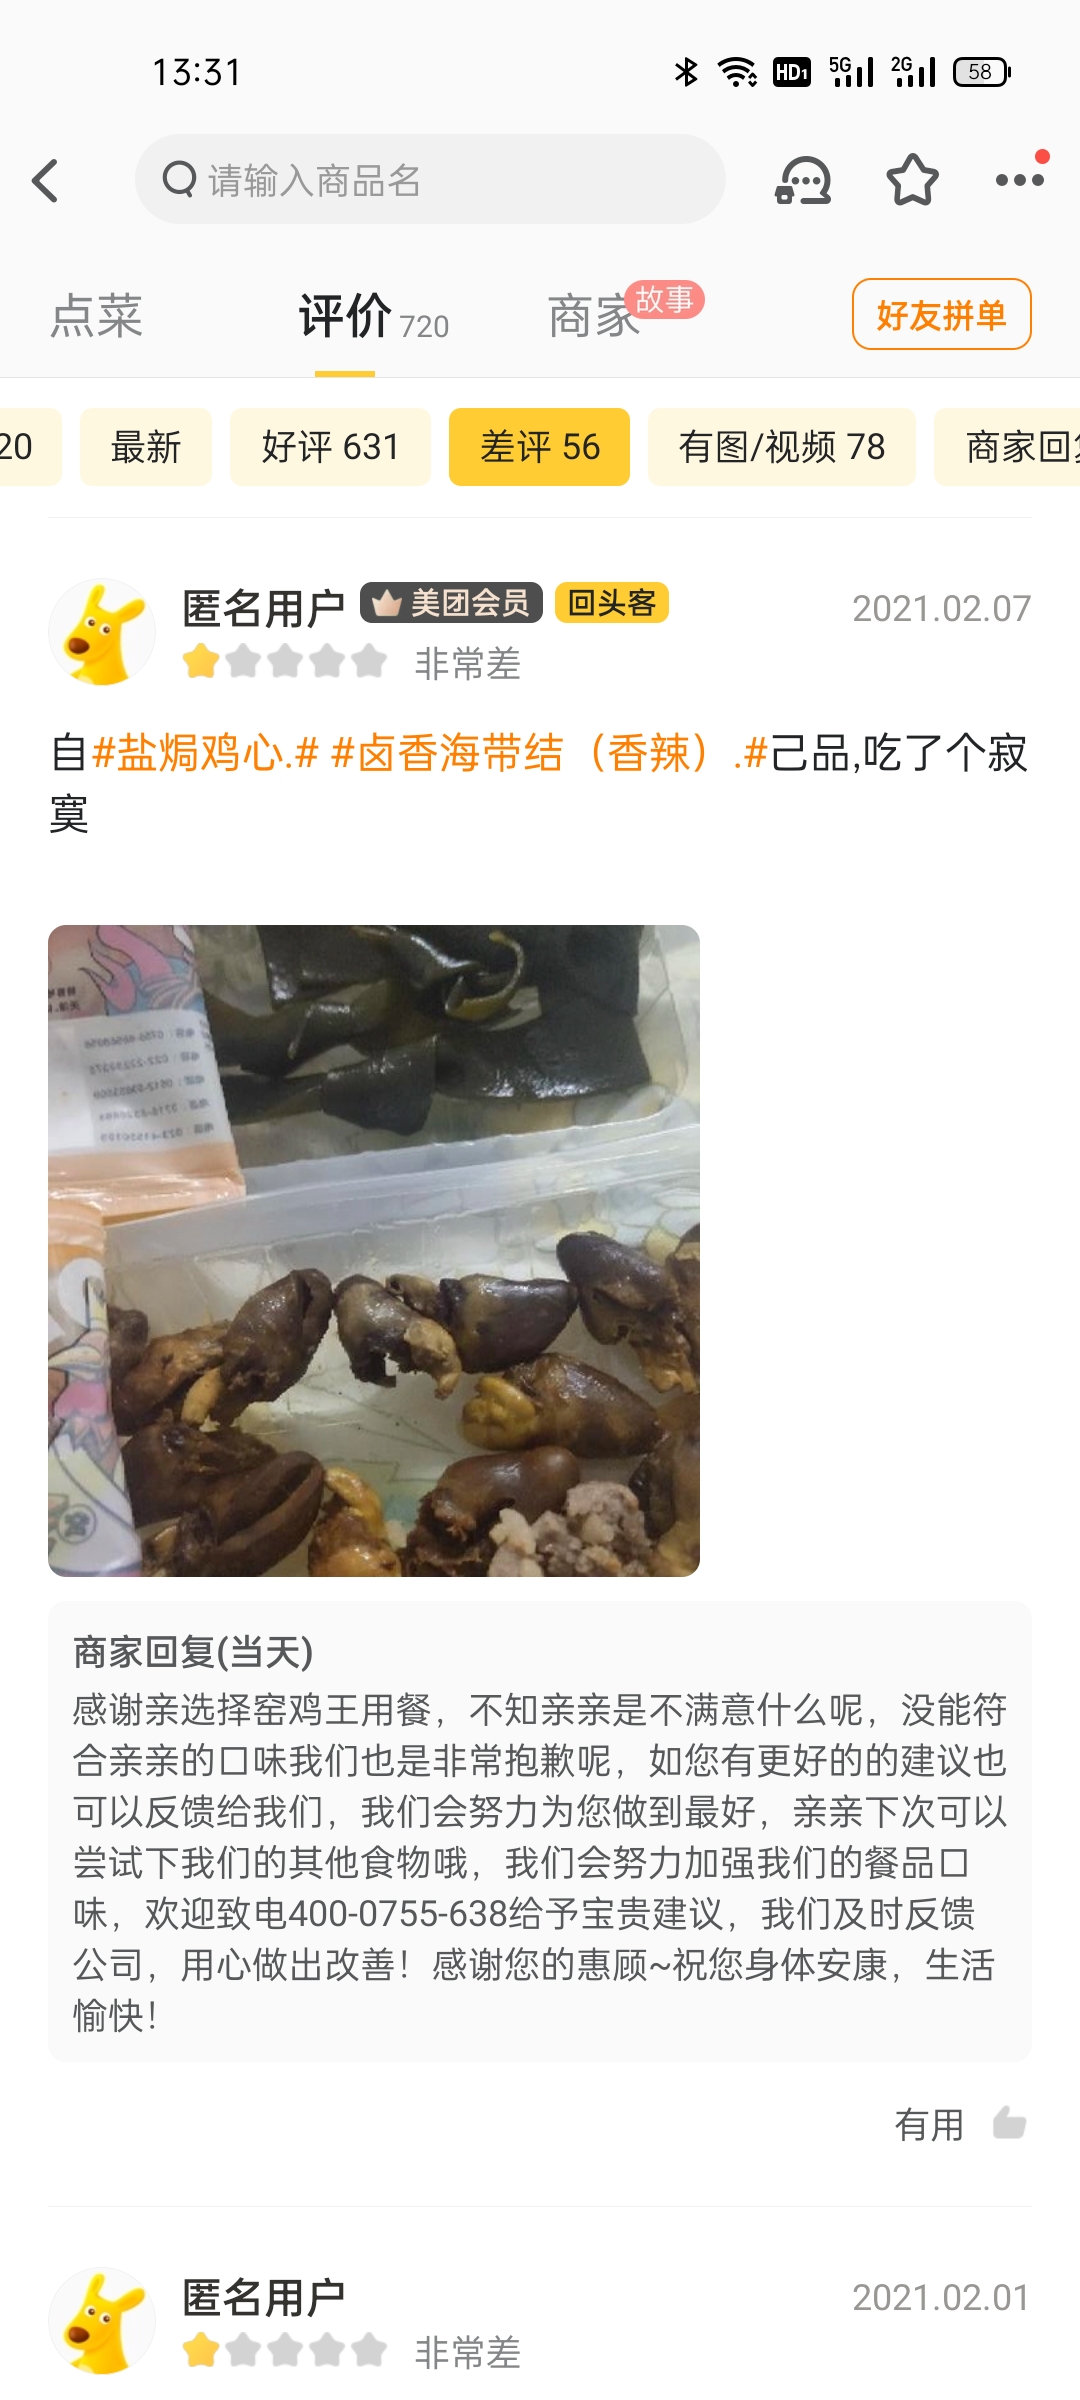 13:31
HD1 5G 2G 58
请输入商品名
点菜 评价 720 商家 故事 好友拼单
20 最新 好评 631 差评 56 有图/视频 78 商家回
匿名用户 美团会员 回头客 2021.02.07
非常差
自#盐焗鸡心.# #卤香海带结（香辣）.#己品,吃了个寂
寞
商家回复(当天)
感谢亲选择窑鸡王用餐，不知亲亲是不满意什么呢，没能符
合亲亲的口味我们也是非常抱歉呢，如您有更好的的建议也
可以反馈给我们，我们会努力为您做到最好，亲亲下次可以
尝试下我们的其他食物哦，我们会努力加强我们的餐品口
味，欢迎致电400-0755-638给予宝贵建议，我们及时反馈
公司，用心做出改善！感谢您的惠顾~祝您身体安康，生活
愉快！
有用
匿名用户 2021.02.01
非常差